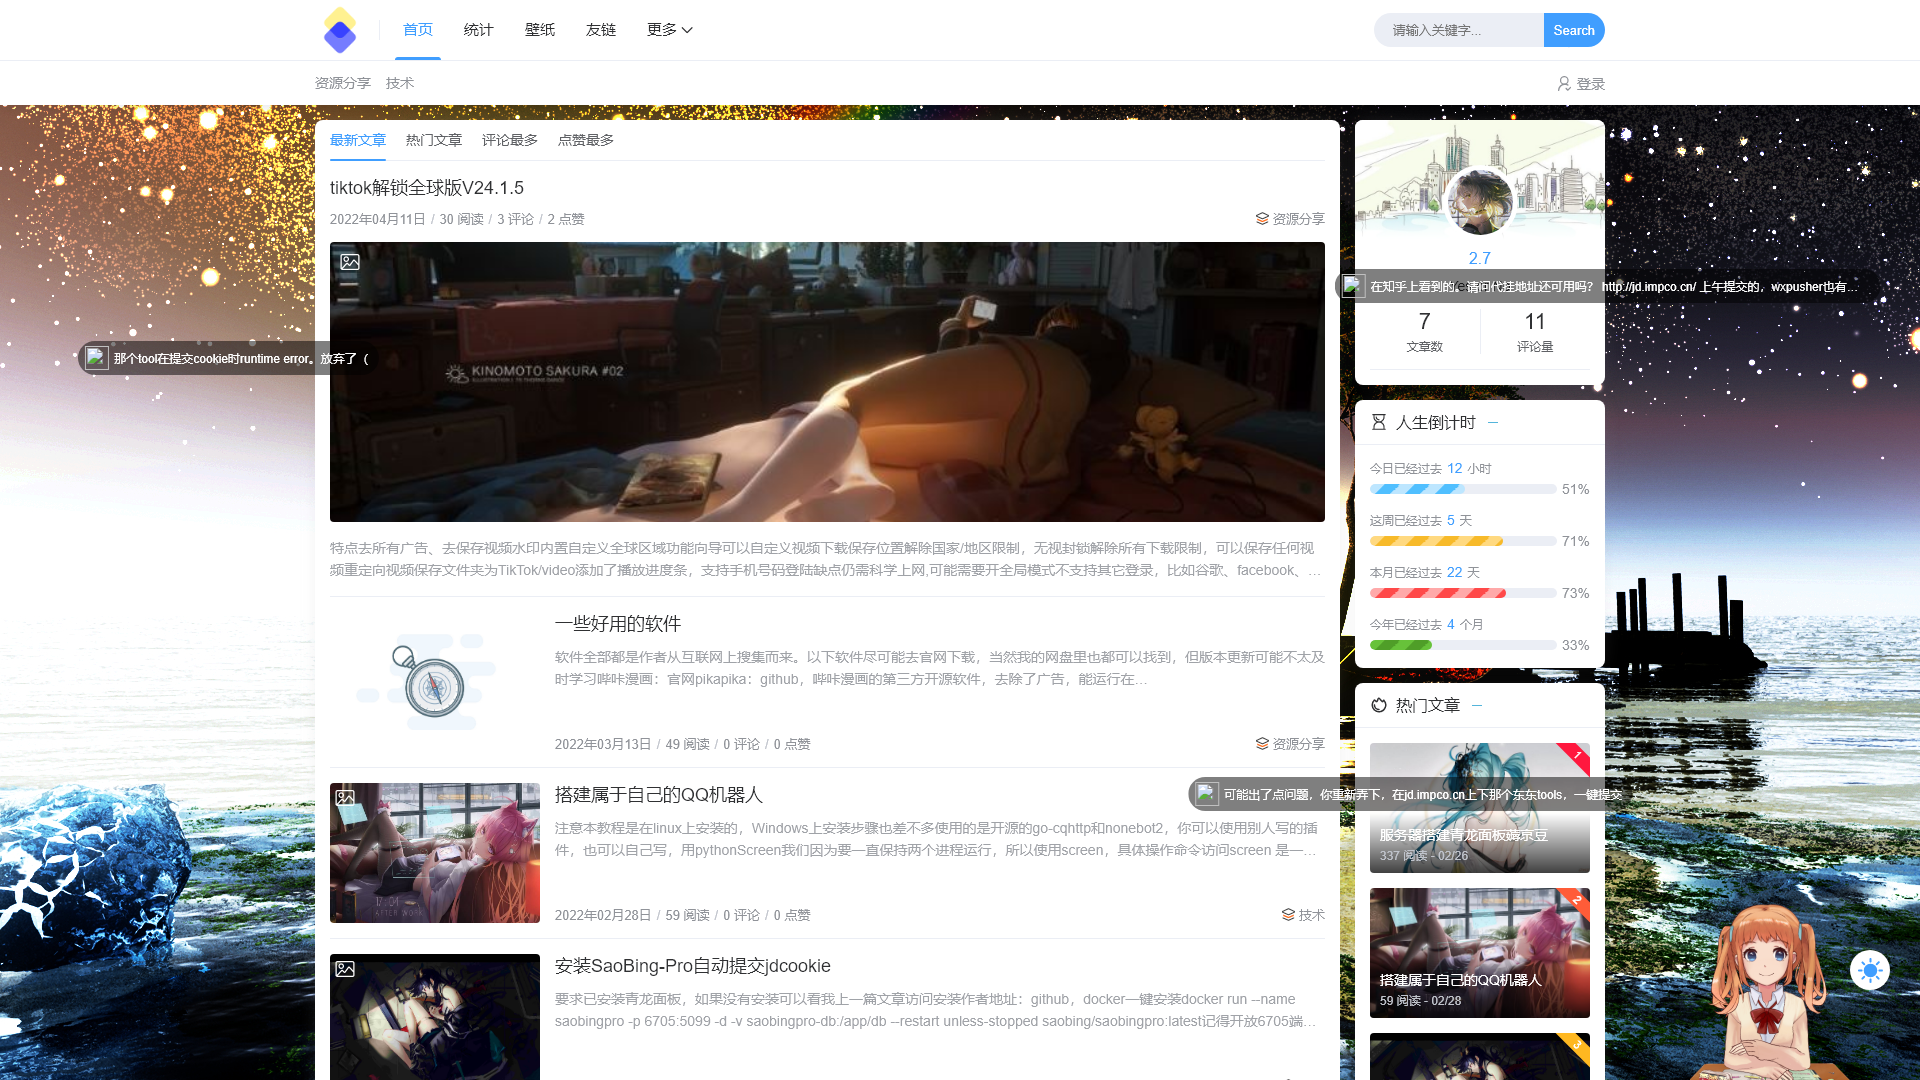 首页 统计 壁纸 友链 更多
请输入关键字...
Search
资源分享 技术
登录
最新文章 热门文章 评论最多 点赞最多
tiktok解锁全球版V24.1.5
2022年04月11日 / 30 阅读 / 3 评论 / 2 点赞
资源分享
KINOMOTO SAKURA #02
特点去所有广告、去保存视频水印内置自定义全球区域功能向导可以自定义视频下载保存位置解除国家/地区限制，无视封锁解除所有下载限制，可以保存任何视
频重定向视频保存文件夹为TikTok/video添加了播放进度条，支持手机号码登陆缺点仍需科学上网,可能需要开全局模式不支持其它登录，比如谷歌、facebook、...
那个tool在提交cookie时runtime error。放弃了（
一些好用的软件
软件全部都是作者从互联网上搜集而来。以下软件尽可能去官网下载，当然我的网盘里也都可以找到，但版本更新可能不太及
时学习哔咔漫画：官网pikapika：github，哔咔漫画的第三方开源软件，去除了广告，能运行在...
2022年03月13日 / 49 阅读 / 0 评论 / 0 点赞
资源分享
搭建属于自己的QQ机器人
注意本教程是在linux上安装的，Windows上安装步骤也差不多使用的是开源的go-cqhttp和nonebot2，你可以使用别人写的插
件，也可以自己写，用pythonScreen我们因为要一直保持两个进程运行，所以使用screen，具体操作命令访问screen 是一...
2022年02月28日 / 59 阅读 / 0 评论 / 0 点赞
技术
安装SaoBing-Pro自动提交jdcookie
要求已安装青龙面板，如果没有安装可以看我上一篇文章访问安装作者地址：github，docker一键安装docker run --name
saobingpro -p 6705:5099 -d -v saobingpro-db:/app/db --restart unless-stopped saobing/saobingpro:latest记得开放6705端...
2.7
在知乎上看到的，请问代挂地址还可用吗？ http://jd.impco.cn/ 上午提交的，wxpusher也有...
7
文章数
11
评论量
人生倒计时
今日已经过去 12 小时
51%
这周已经过去 5 天
71%
本月已经过去 22 天
73%
今年已经过去 4 个月
33%
热门文章
1
可能出了点问题，你重新弄下，在jd.impco.cn上下那个东东tools，一键提交
服务器搭建青龙面板薅京豆
337 阅读 - 02/26
2
搭建属于自己的QQ机器人
59 阅读 - 02/28
3